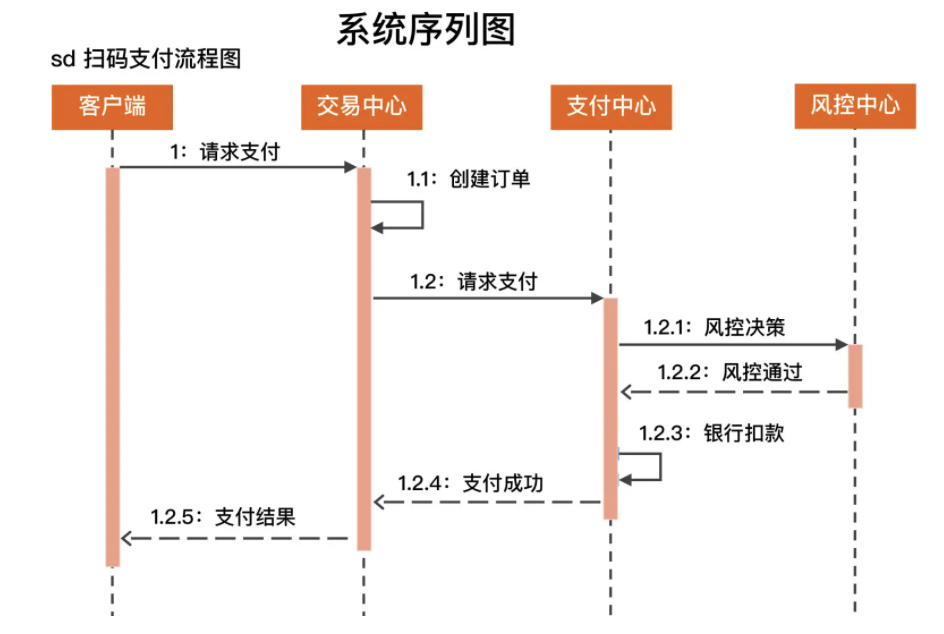 系统序列图
sd 扫码支付流程图
客户端
交易中心
支付中心
风控中心
1：请求支付
1.1：创建订单
1.2：请求支付
1.2.1：风控决策
1.2.2：风控通过
1.2.3：银行扣款
1.2.4：支付成功
1.2.5：支付结果